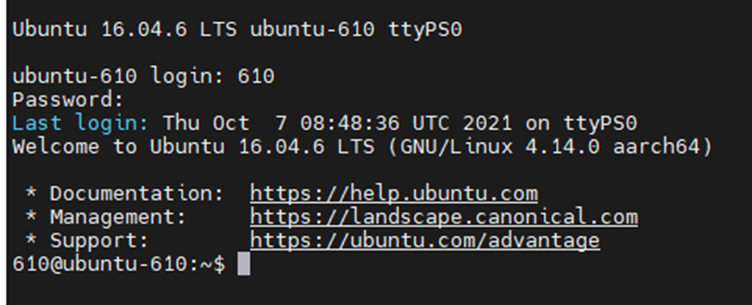 Ubuntu 16.04.6 LTS ubuntu-610 ttyPS0
ubuntu-610 login: 610
Password:
Last login: Thu Oct  7 08:48:36 UTC 2021 on ttyPS0
Welcome to Ubuntu 16.04.6 LTS (GNU/Linux 4.14.0 aarch64)
* Documentation:  https://help.ubuntu.com
* Management:     https://landscape.canonical.com
* Support:        https://ubuntu.com/advantage
610@ubuntu-610:~$